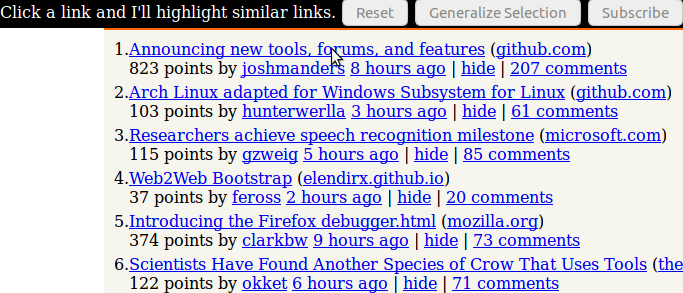 Click a link and I'll highlight similar links. Reset Generalize Selection Subscribe
1. Announcing new tools, forums, and features (github.com)
823 points by joshmanders 8 hours ago | hide | 207 comments
2. Arch Linux adapted for Windows Subsystem for Linux (github.com)
103 points by hunterwerlla 3 hours ago | hide | 61 comments
3. Researchers achieve speech recognition milestone (microsoft.com)
115 points by gzweig 5 hours ago | hide | 85 comments
4. Web2Web Bootstrap (elendirx.github.io)
37 points by feross 2 hours ago | hide | 20 comments
5. Introducing the Firefox debugger.html (mozilla.org)
374 points by clarkbw 9 hours ago | hide | 73 comments
6. Scientists Have Found Another Species of Crow That Uses Tools (the
122 points by okket 6 hours ago | hide | 71 comments